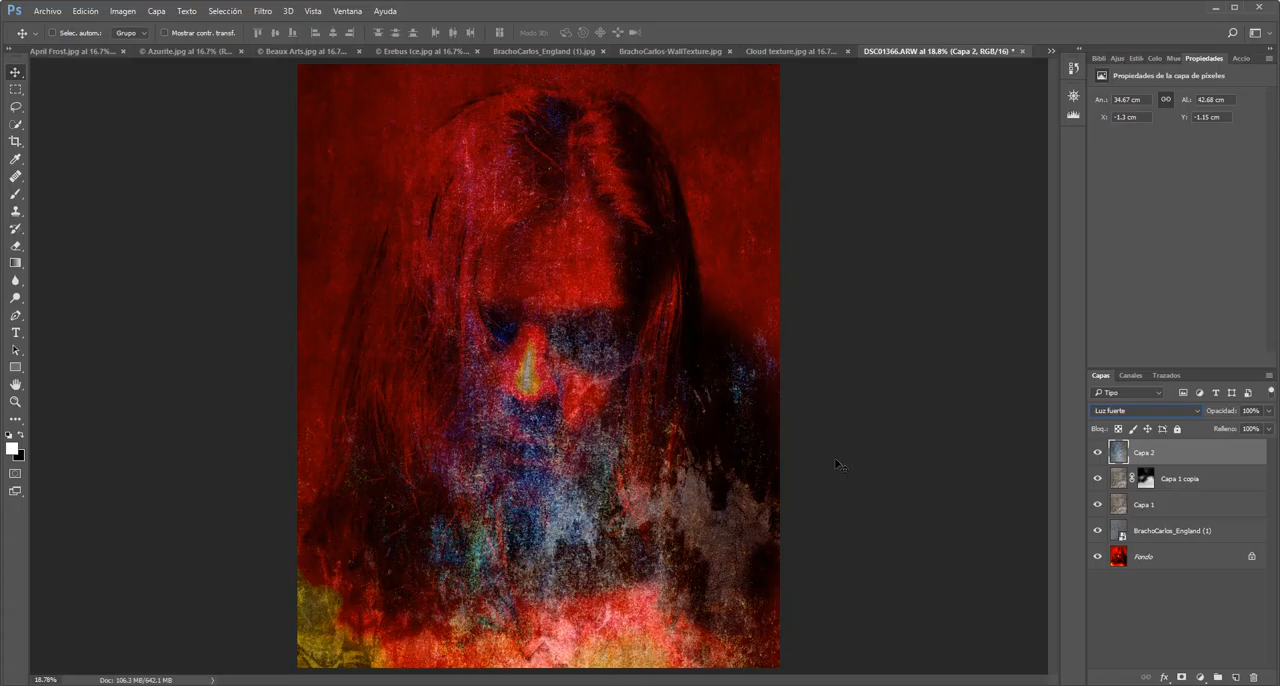 Ps Archivo Edición Imagen Capa Texto Selección Filtro 3D Vista Ventana Ayuda
Selec. autom.: Grupo Mostrar contr. transf. Modo 3D:
April Frost.jpg al 16.7%... × © Azurite.jpg al 16.7% (R... × © Beaux Arts.jpg al 16.7%... × © Erebus Ice.jpg al 16.7%... × BrachoCarlos_England (1).jpg × BrachoCarlos-WallTexture.jpg × Cloud texture.jpg al 16.7%... × DSC01366.ARW al 18.8% (Capa 2, RGB/16) * ×
Bibli Ajus Estil Colo Mue Propiedades Accio
Propiedades de la capa de píxeles
An.: 34.67 cm Al.: 42.68 cm
X: -1.3 cm Y: -1.15 cm
Capas Canales Trazados
Tipo
Luz fuerte Opacidad: 100%
Bloq.: Relleno: 100%
Capa 2
Capa 1 copia
Capa 1
BrachoCarlos_England (1)
Fondo
18.78% Doc: 106.3 MB/642.1 MB